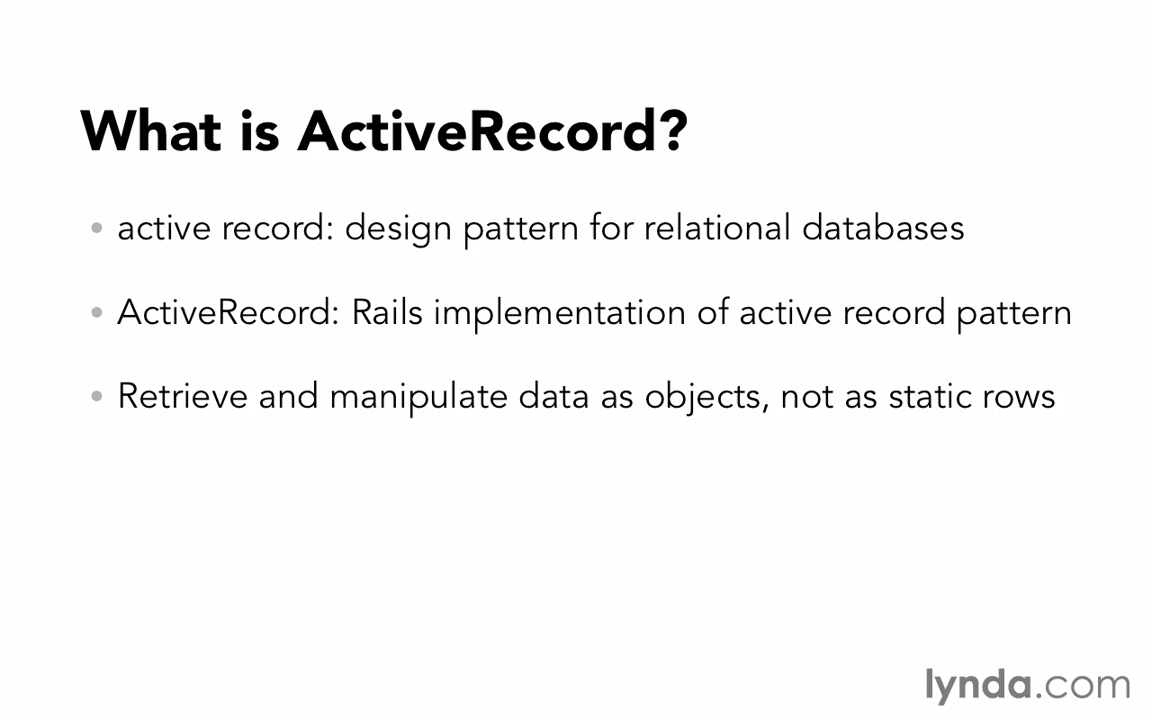 What is ActiveRecord?
• active record: design pattern for relational databases
• ActiveRecord: Rails implementation of active record pattern
• Retrieve and manipulate data as objects, not as static rows
lynda.com